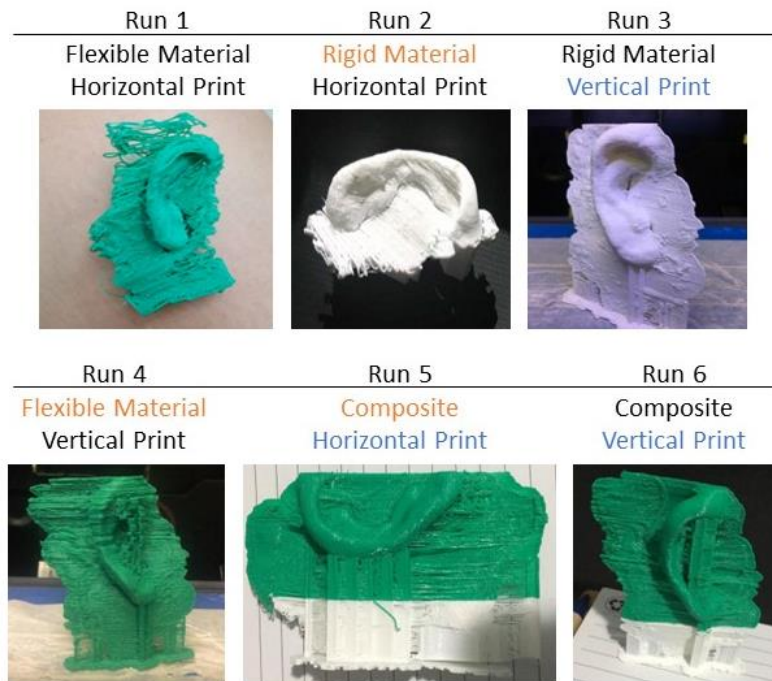 Run 1
Run 2
Run 3
Flexible Material
Horizontal Print
Rigid Material
Horizontal Print
Rigid Material
Vertical Print
Run 4
Run 5
Run 6
Flexible Material
Vertical Print
Composite
Horizontal Print
Composite
Vertical Print